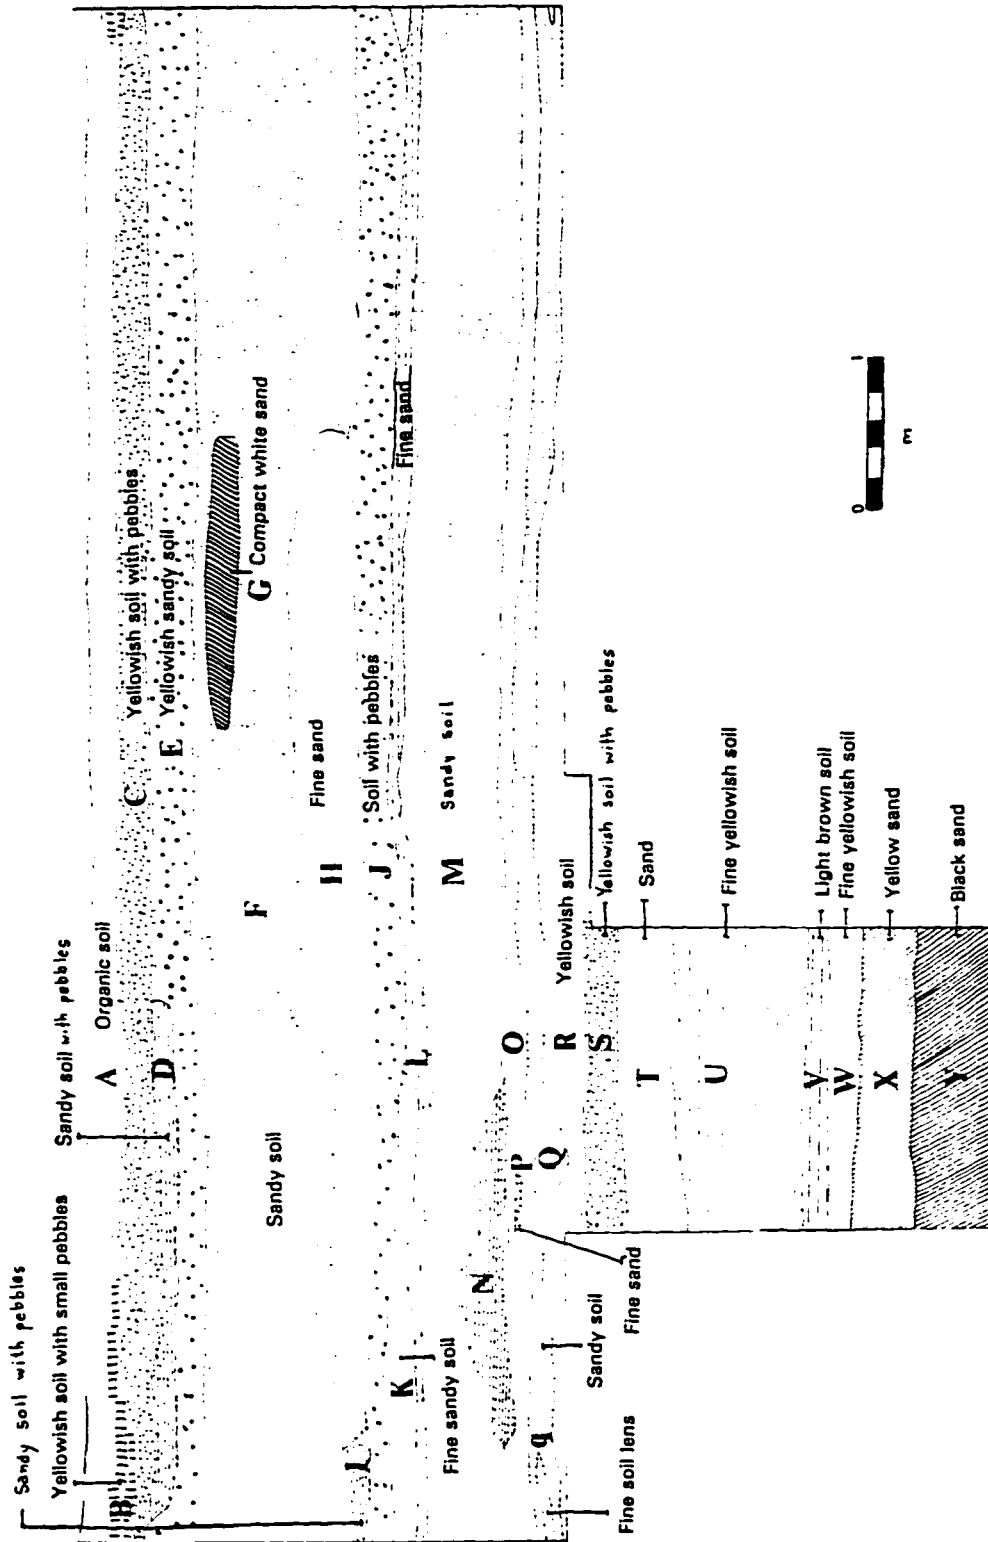 Sandy soil with pebbles
Yellowish soil with small pebbles
Sandy soil with pebbles
Organic soil
Yellowish soil with pebbles
Yellowish sandy soil
A
B
C
D
E
Sandy soil
F
G
Compact white sand
Fine sand
H
I
Soil with pebbles
J
Fine sand
K
Fine sandy soil
L
Sandy soil
M
N
O
P
Fine sand
Q
q
Sandy soil
Fine soil lens
Yellowish soil
R
S
Yellowish soil with pebbles
T
Sand
U
Fine yellowish soil
V
Light brown soil
W
Fine yellowish soil
X
Yellow sand
Y
Black sand
0
1
m